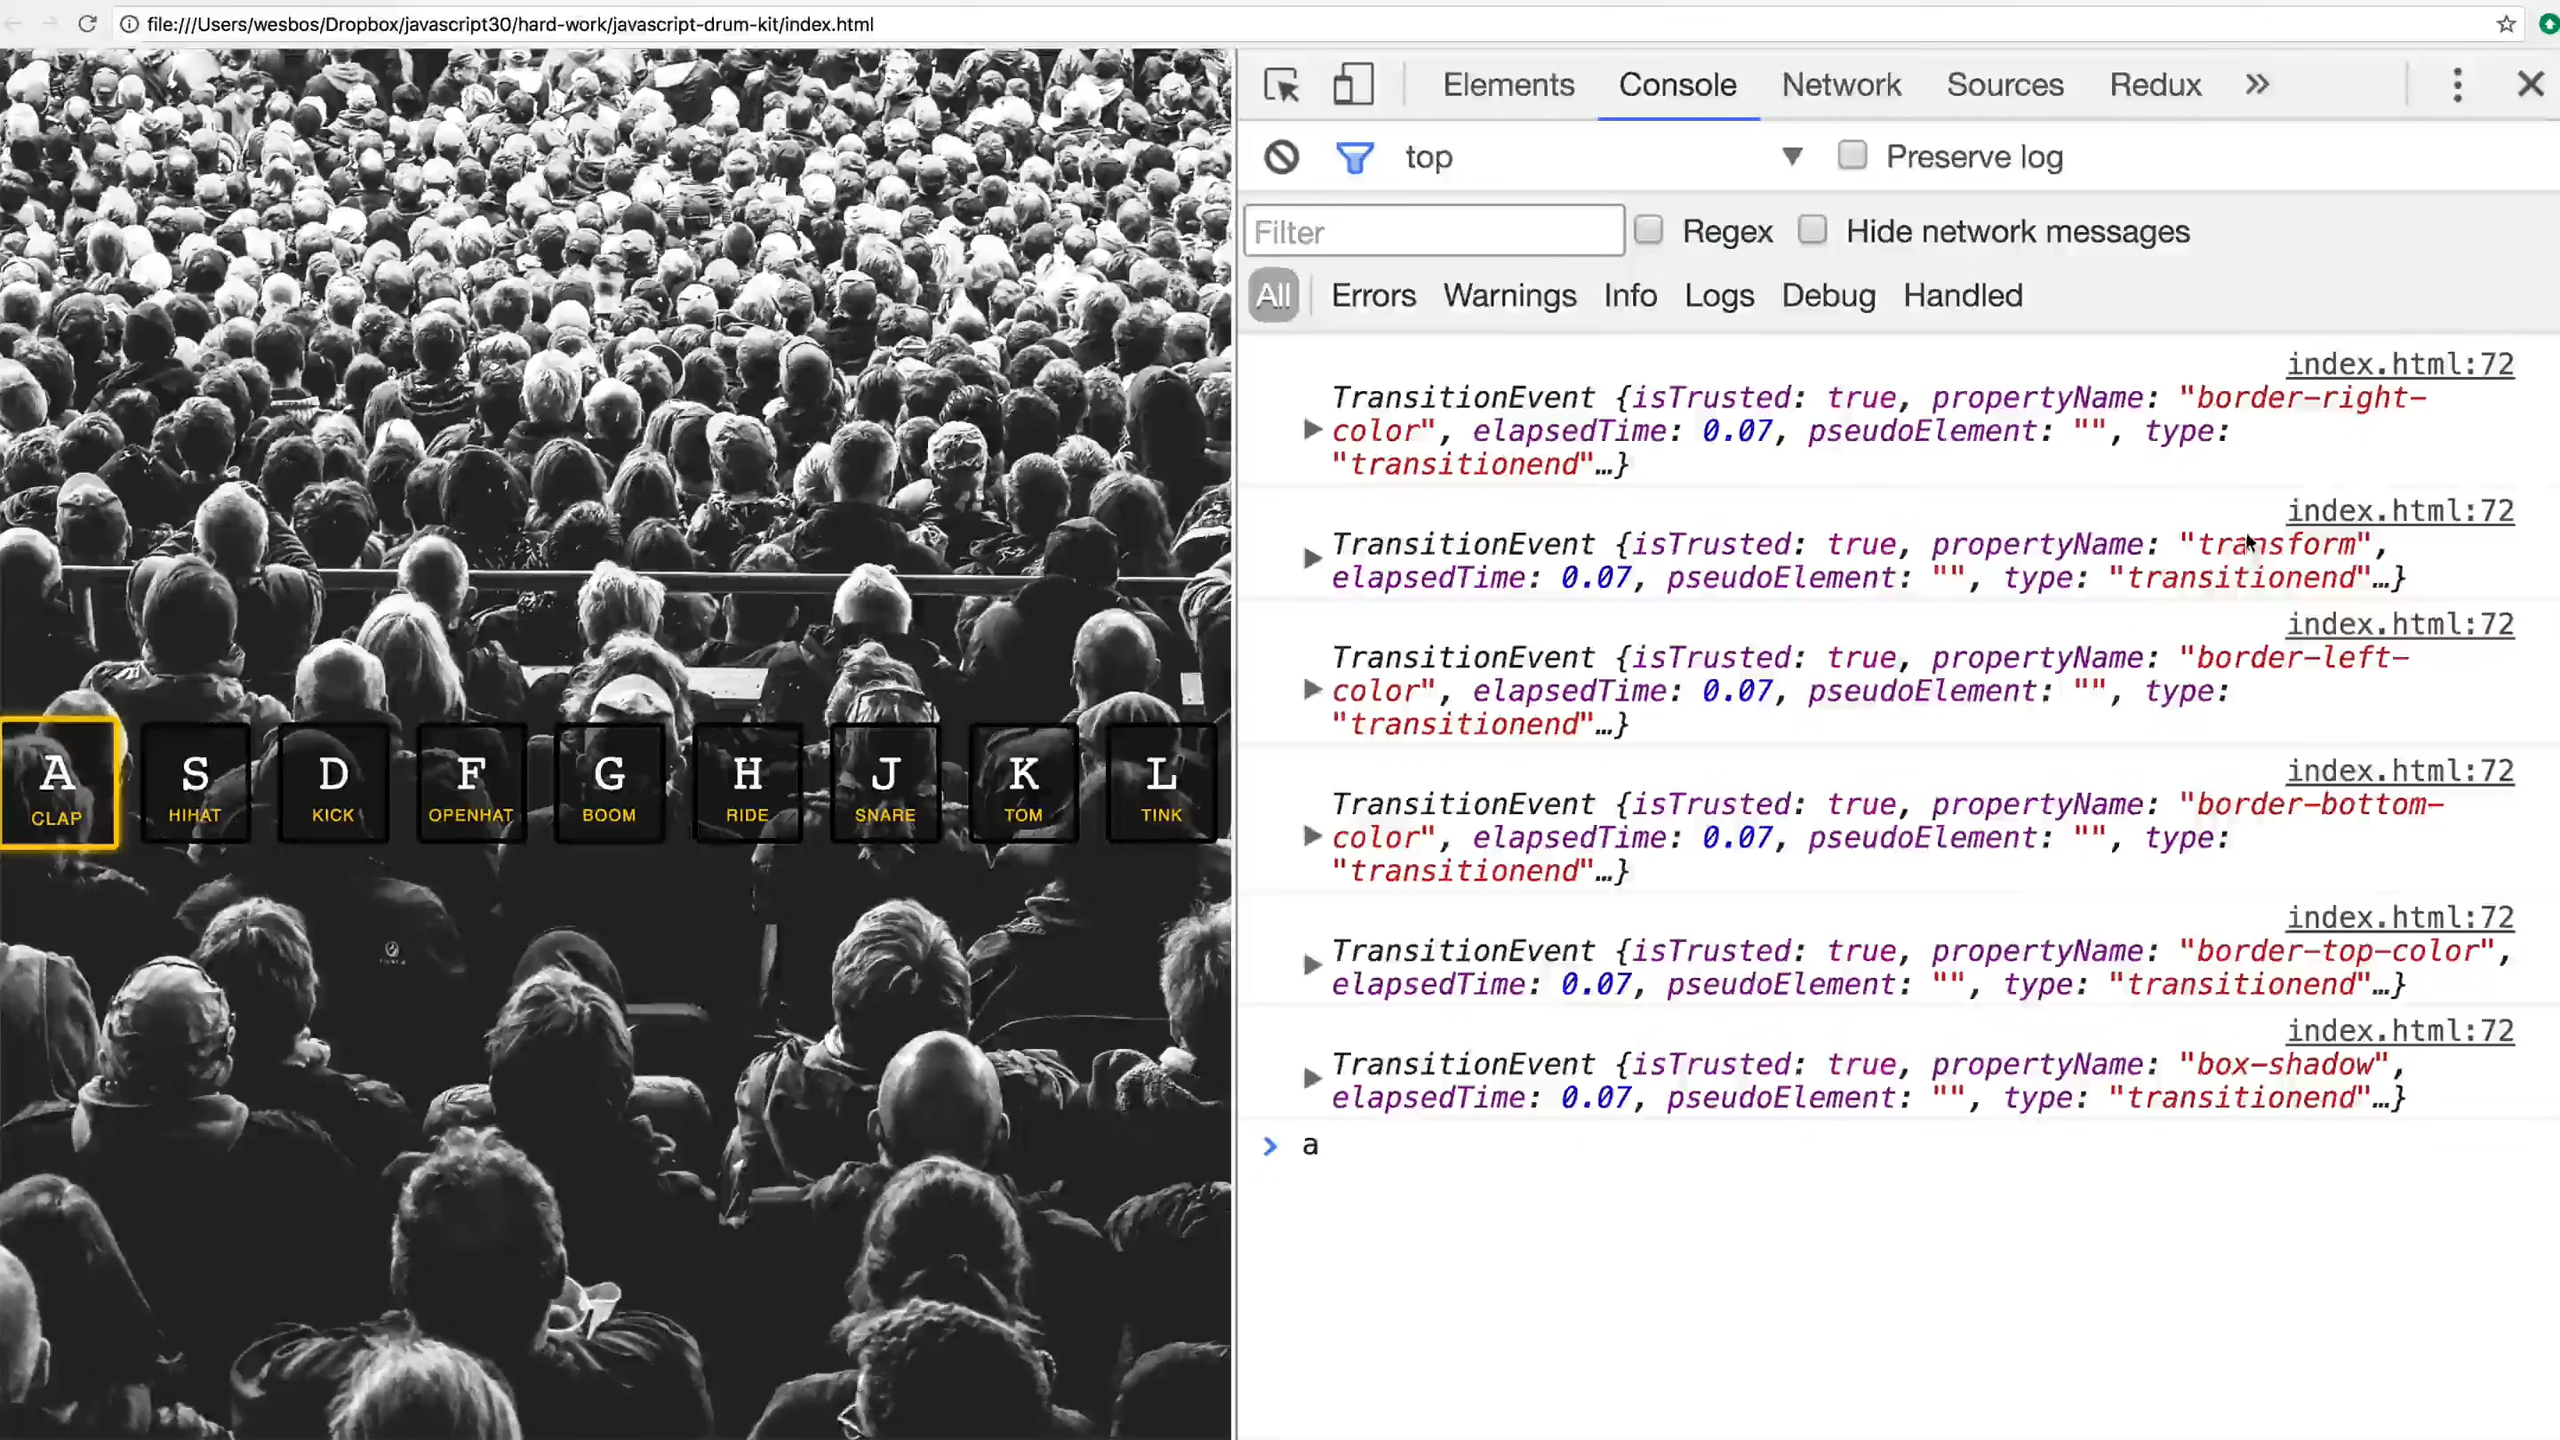 file:///Users/wesbos/Dropbox/javascript30/hard-work/javascript-drum-kit/index.html
Elements Console Network Sources Redux »
top ▼ Preserve log
Filter Regex Hide network messages
All Errors Warnings Info Logs Debug Handled
index.html:72
TransitionEvent {isTrusted: true, propertyName: "border-right-
color", elapsedTime: 0.07, pseudoElement: "", type:
"transitionend"…}
index.html:72
TransitionEvent {isTrusted: true, propertyName: "transform",
elapsedTime: 0.07, pseudoElement: "", type: "transitionend"…}
index.html:72
TransitionEvent {isTrusted: true, propertyName: "border-left-
color", elapsedTime: 0.07, pseudoElement: "", type:
"transitionend"…}
index.html:72
TransitionEvent {isTrusted: true, propertyName: "border-bottom-
color", elapsedTime: 0.07, pseudoElement: "", type:
"transitionend"…}
index.html:72
TransitionEvent {isTrusted: true, propertyName: "border-top-color",
elapsedTime: 0.07, pseudoElement: "", type: "transitionend"…}
index.html:72
TransitionEvent {isTrusted: true, propertyName: "box-shadow",
elapsedTime: 0.07, pseudoElement: "", type: "transitionend"…}
> a
A S D F G H J K L
CLAP HIHAT KICK OPENHAT BOOM RIDE SNARE TOM TINK